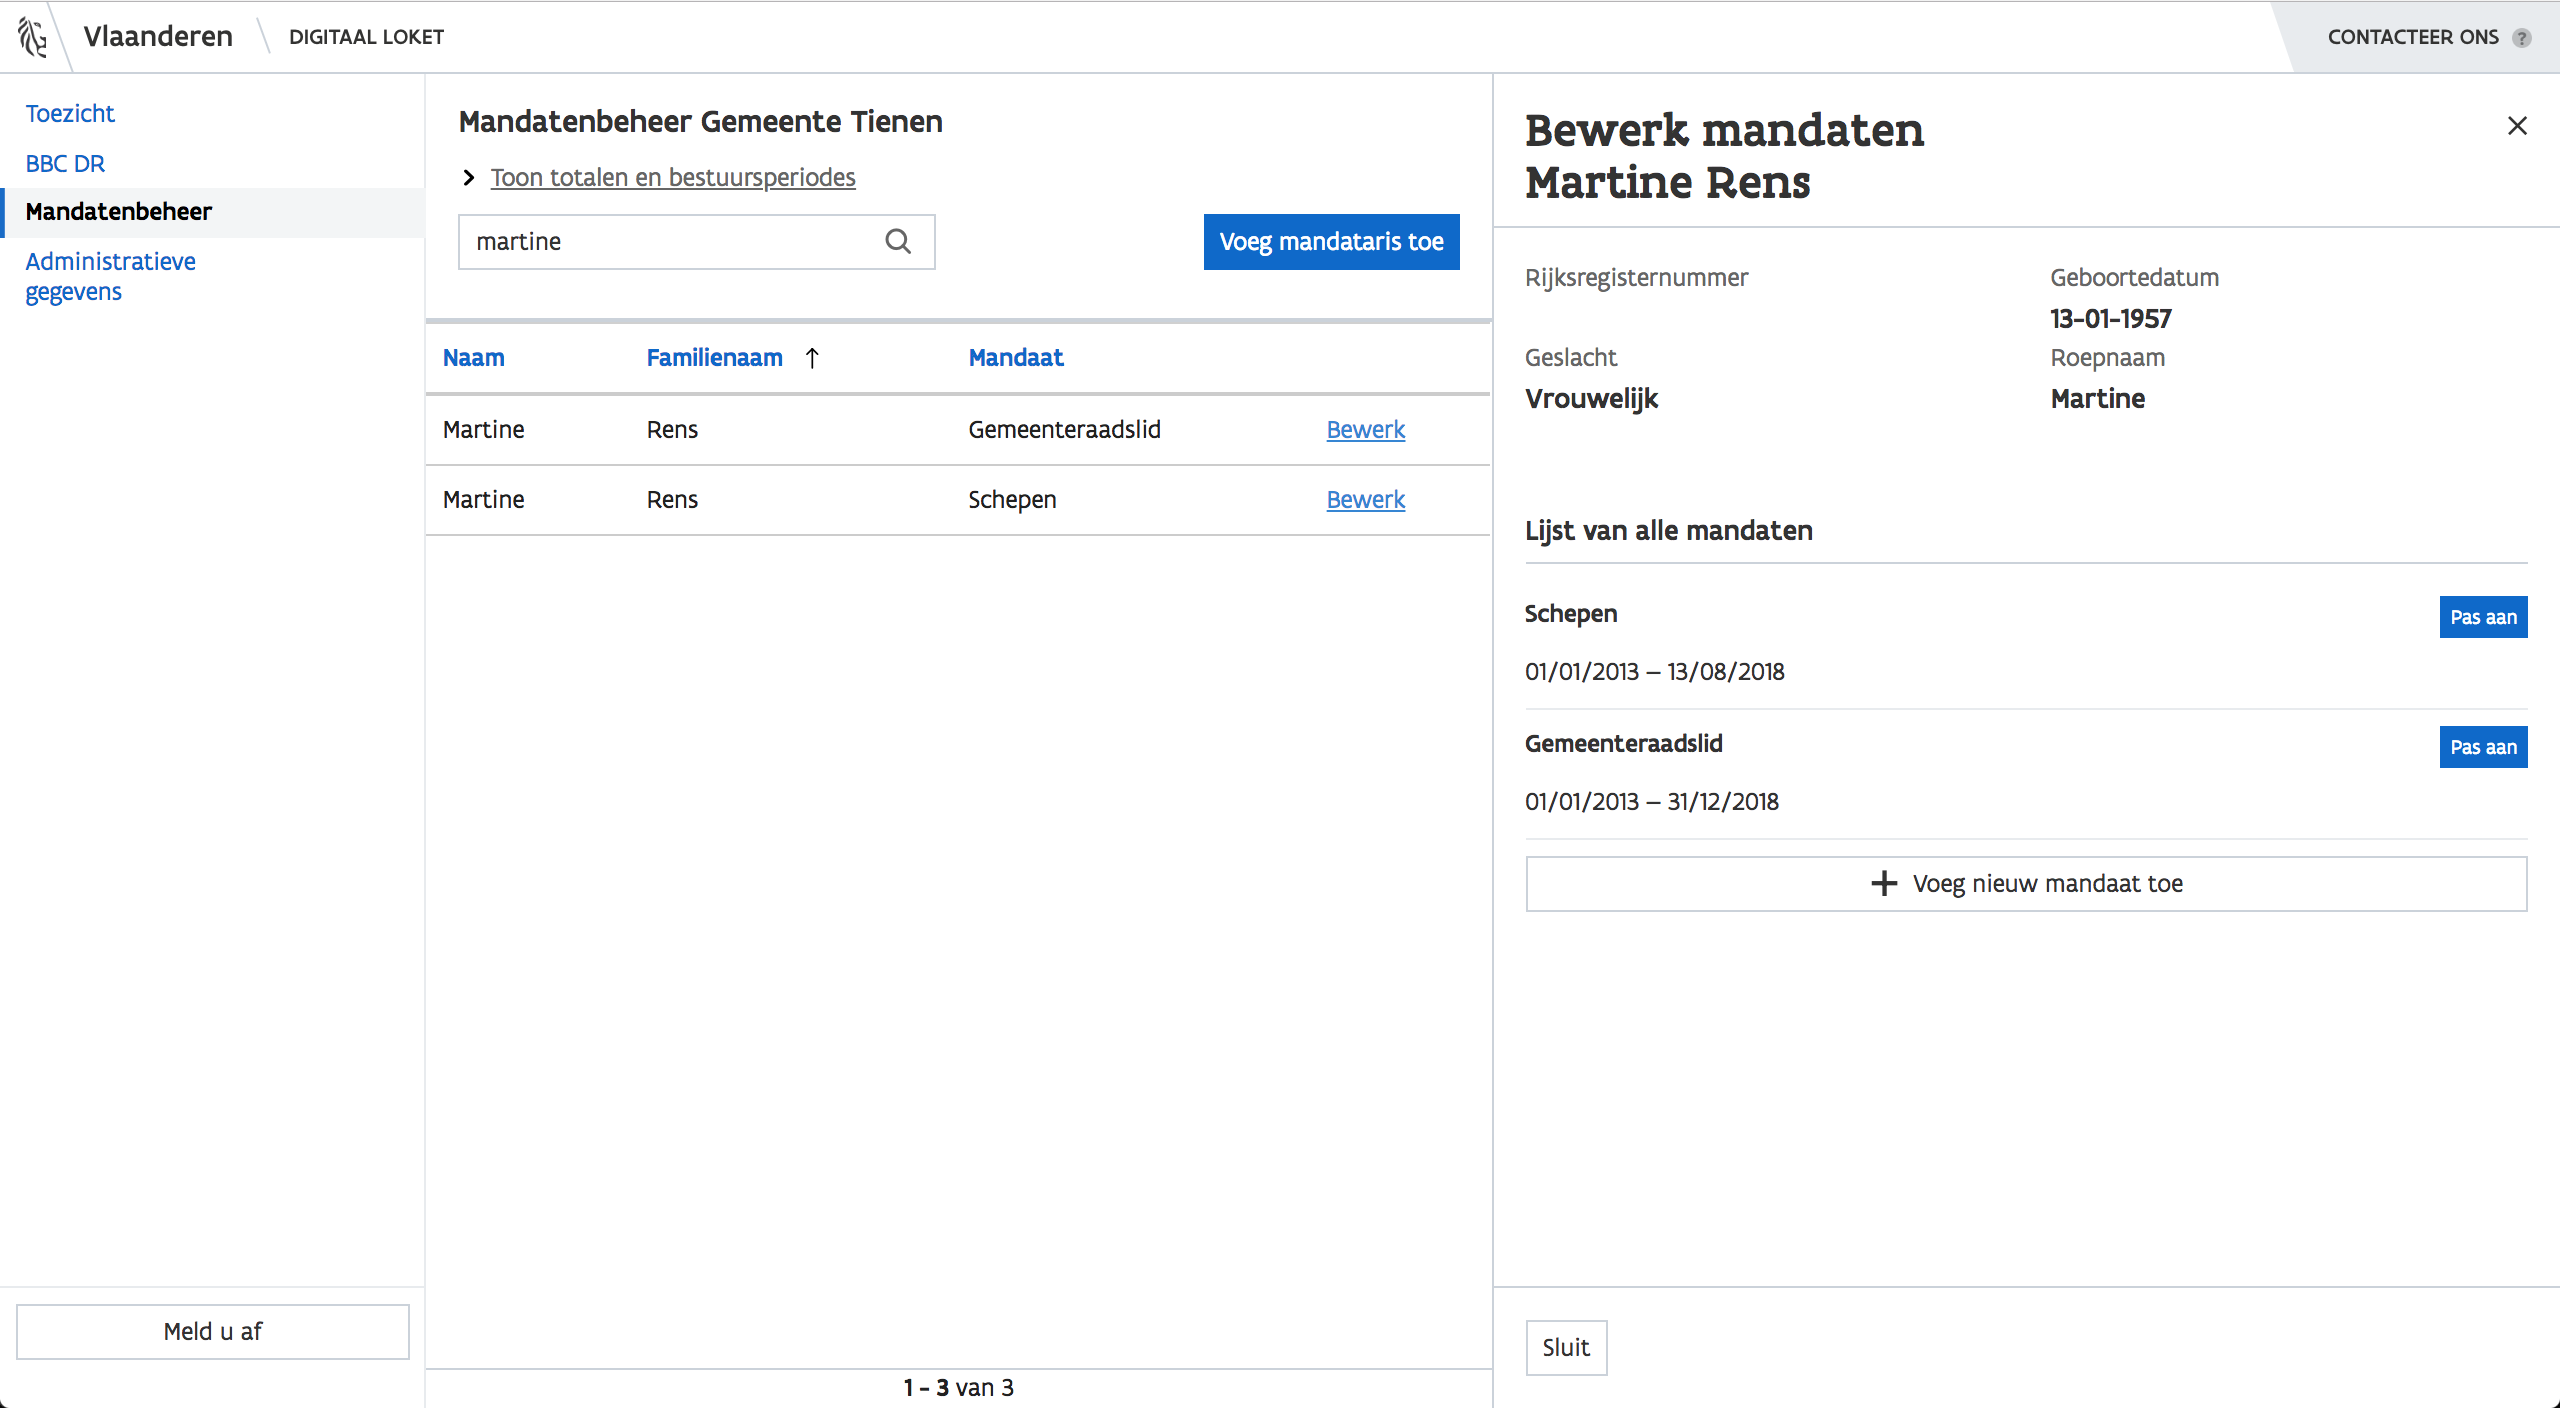 Vlaanderen
DIGITAAL LOKET
CONTACTEER ONS ?
Toezicht
BBC DR
Mandatenbeheer
Administratieve
gegevens
Meld u af
Mandatenbeheer Gemeente Tienen
Toon totalen en bestuursperiodes
martine
Voeg mandataris toe
Naam Familienaam ↑ Mandaat
Martine Rens Gemeenteraadslid Bewerk
Martine Rens Schepen Bewerk
1 - 3 van 3
Bewerk mandaten
Martine Rens
Rijksregisternummer Geboortedatum
13-01-1957
Geslacht Roepnaam
Vrouwelijk Martine
Lijst van alle mandaten
Schepen Pas aan
01/01/2013 – 13/08/2018
Gemeenteraadslid Pas aan
01/01/2013 – 31/12/2018
+ Voeg nieuw mandaat toe
Sluit